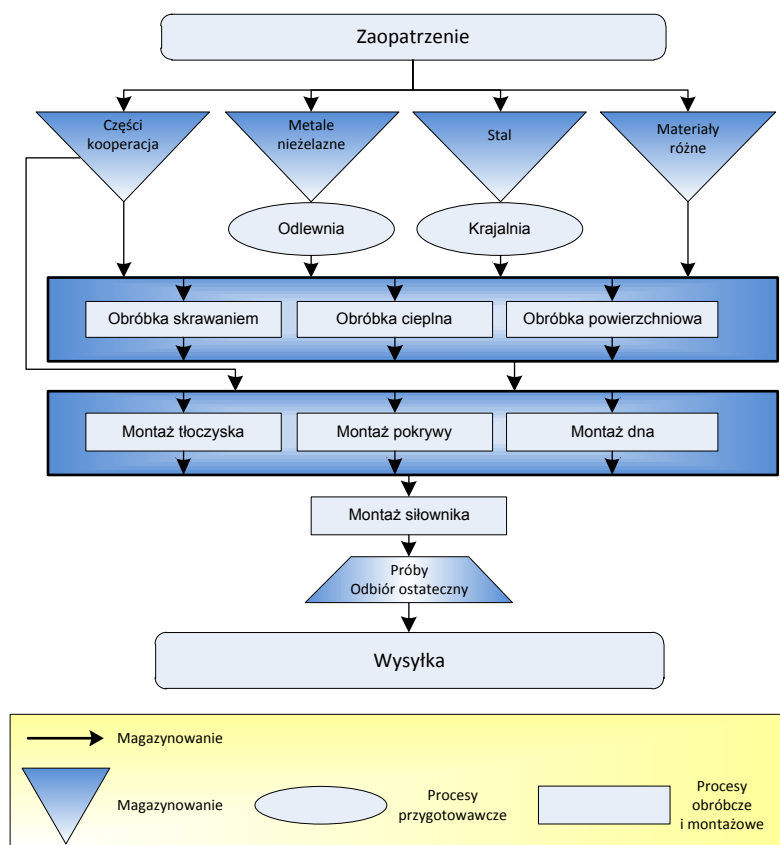 Zaopatrzenie
Części
kooperacja
Metale
nieżelazne
Stal
Materiały
różne
Odlewnia
Krajalnia
Obróbka skrawaniem
Obróbka cieplna
Obróbka powierzchniowa
Montaż tłoczyska
Montaż pokrywy
Montaż dna
Montaż siłownika
Próby
Odbiór ostateczny
Wysyłka
Magazynowanie
Magazynowanie
Procesy
przygotowawcze
Procesy
obróbcze
i montażowe